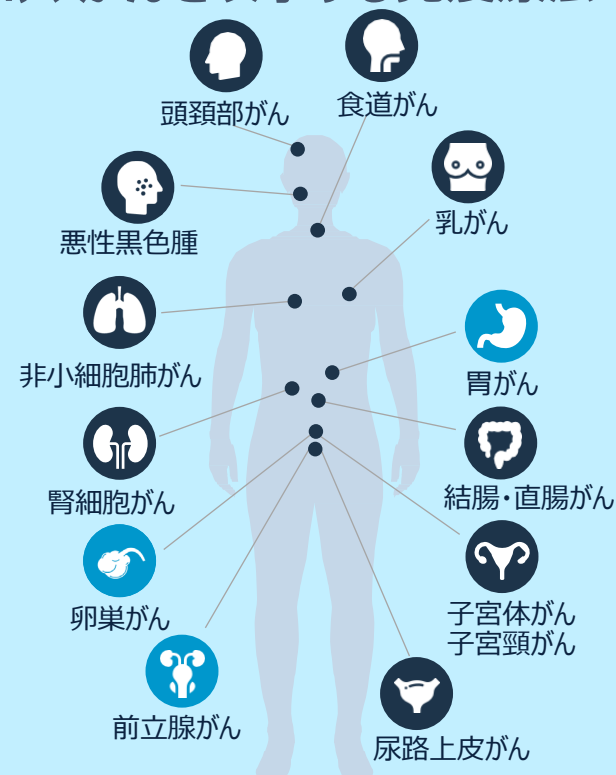 頭頚部がん
食道がん
悪性黒色腫
乳がん
非小細胞肺がん
胃がん
腎細胞がん
結腸・直腸がん
卵巣がん
子宮体がん
子宮頸がん
前立腺がん
尿路上皮がん